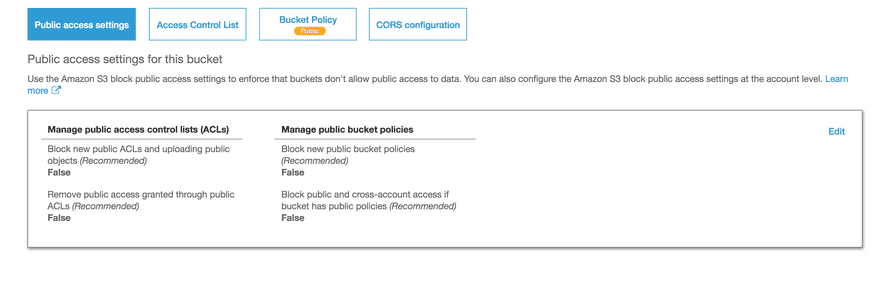 Public access settings
Access Control List
Bucket Policy
Public
CORS configuration
Public access settings for this bucket
Use the Amazon S3 block public access settings to enforce that buckets don't allow public access to data. You can also configure the Amazon S3 block public access settings at the account level. Learn
more
Manage public access control lists (ACLs)
Manage public bucket policies
Edit
Block new public ACLs and uploading public
objects (Recommended)
False
Block new public bucket policies
(Recommended)
False
Remove public access granted through public
ACLs (Recommended)
False
Block public and cross-account access if
bucket has public policies (Recommended)
False